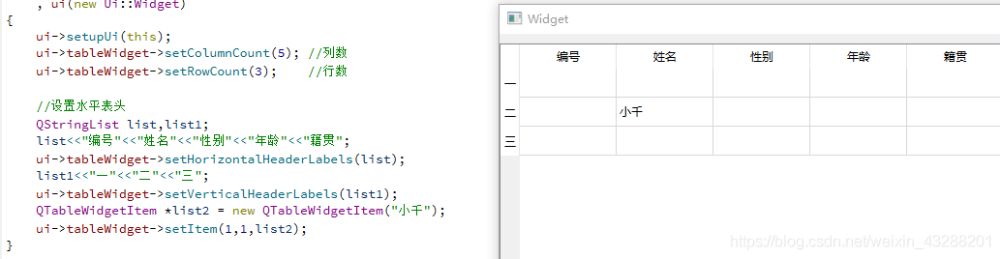 , ui(new Ui::Widget)
{
ui->setupUi(this);
ui->tableWidget->setColumnCount(5); //列数
ui->tableWidget->setRowCount(3); //行数
//设置水平表头
QStringList list,list1;
list<<"编号"<<"姓名"<<"性别"<<"年龄"<<"籍贯";
ui->tableWidget->setHorizontalHeaderLabels(list);
list1<<"一"<<"二"<<"三";
ui->tableWidget->setVerticalHeaderLabels(list1);
QTableWidgetItem *list2 = new QTableWidgetItem("小千");
ui->tableWidget->setItem(1,1,list2);
}
Widget
编号 姓名 性别 年龄 籍贯
一
二 小千
三
https://blog.csdn.net/weixin_43288201